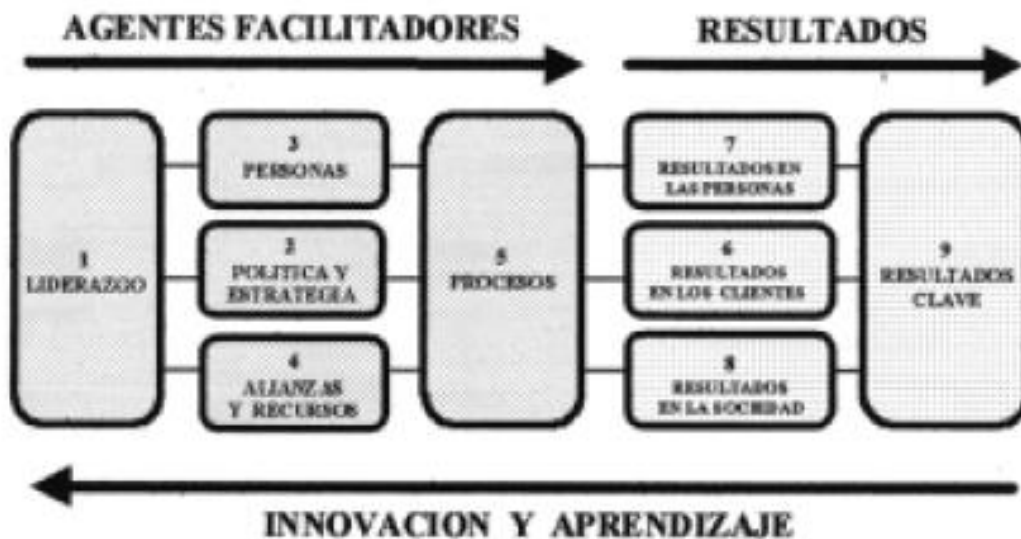 AGENTES FACILITADORES
RESULTADOS
1
LIDERAZGO
3
PERSONAS
2
POLITICA Y
ESTRATEGIA
4
ALIANZAS
Y RECURSOS
5
PROCESOS
7
RESULTADOS EN
LAS PERSONAS
6
RESULTADOS
EN LOS CLIENTES
8
RESULTADOS
EN LA SOCIEDAD
9
RESULTADOS
CLAVE
INNOVACION Y APRENDIZAJE